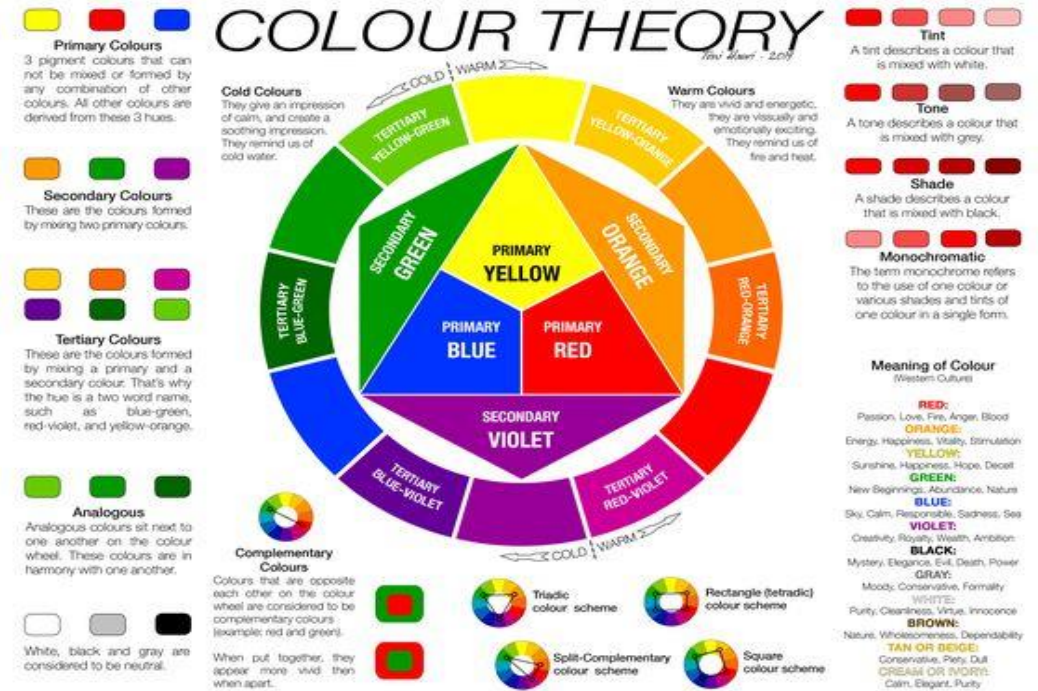 COLOUR THEORY
Primary Colours
3 pigment colours that can
not be mixed or formed by
any combination of other
colours. All other colours are
derived from these 3 hues.
Secondary Colours
These are the colours formed
by mixing two primary colours.
Tertiary Colours
These are the colours formed
by mixing a primary and a
secondary colour. That's why
the hue is a two word name,
such as blue-green,
red-violet, and yellow-orange.
Analogous
Analogous colours sit next to
one another on the colour
wheel. These colours are in
harmony with one another.
White, black and gray are
considered to be neutral.
Cold Colours
They give an impression
of calm, and create a
soothing impression.
They remind us of
cold water.
COLD WARM
Warm Colours
They are vivid and energetic,
they are vissually and
emotionally exciting.
They remind us of
fire and heat.
TERTIARY
YELLOW-GREEN
TERTIARY
YELLOW-ORANGE
SECONDARY
GREEN
PRIMARY
YELLOW
SECONDARY
ORANGE
TERTIARY
BLUE-GREEN
PRIMARY
BLUE
PRIMARY
RED
TERTIARY
RED-ORANGE
SECONDARY
VIOLET
TERTIARY
BLUE-VIOLET
TERTIARY
RED-VIOLET
COLD WARM
Complementary
Colours
Colours that are opposite
each other on the colour
wheel are considered to be
complementary colours
(example: red and green).
When put together, they
appear more vivid then
when apart.
Triadic
colour scheme
Rectangle (tetradic)
colour scheme
Split-Complementary
colour scheme
Square
colour scheme
Tint
A tint describes a colour that
is mixed with white.
Tone
A tone describes a colour that
is mixed with grey.
Shade
A shade describes a colour
that is mixed with black.
Monochromatic
The term monochrome refers
to the use of one colour or
various shades and tints of
one colour in a single form.
Meaning of Colour
(Western Culture)
RED:
Passion, Love, Fire, Anger, Blood
ORANGE:
Energy, Happiness, Vitality, Stimulation
YELLOW:
Sunshine, Happiness, Hope, Deceit
GREEN:
New Beginnings, Abundance, Nature
BLUE:
Sky, Calm, Responsible, Sadness, Sea
VIOLET:
Creativity, Royalty, Wealth, Ambition
BLACK:
Mystery, Elegance, Evil, Death, Power
GRAY:
Moody, Conservative, Formality
WHITE:
Purity, Cleanliness, Virtue, Innocence
BROWN:
Nature, Wholesomeness, Dependability
TAN OR BEIGE:
Conservative, Piety, Dull
CREAM OR IVORY:
Calm, Elegant, Purity